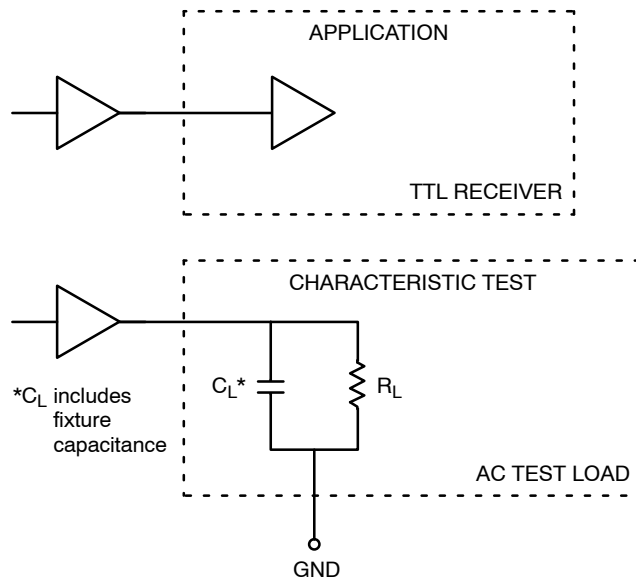 APPLICATION
TTL RECEIVER
CHARACTERISTIC TEST
*CL includes
fixture
capacitance
CL*
RL
AC TEST LOAD
GND